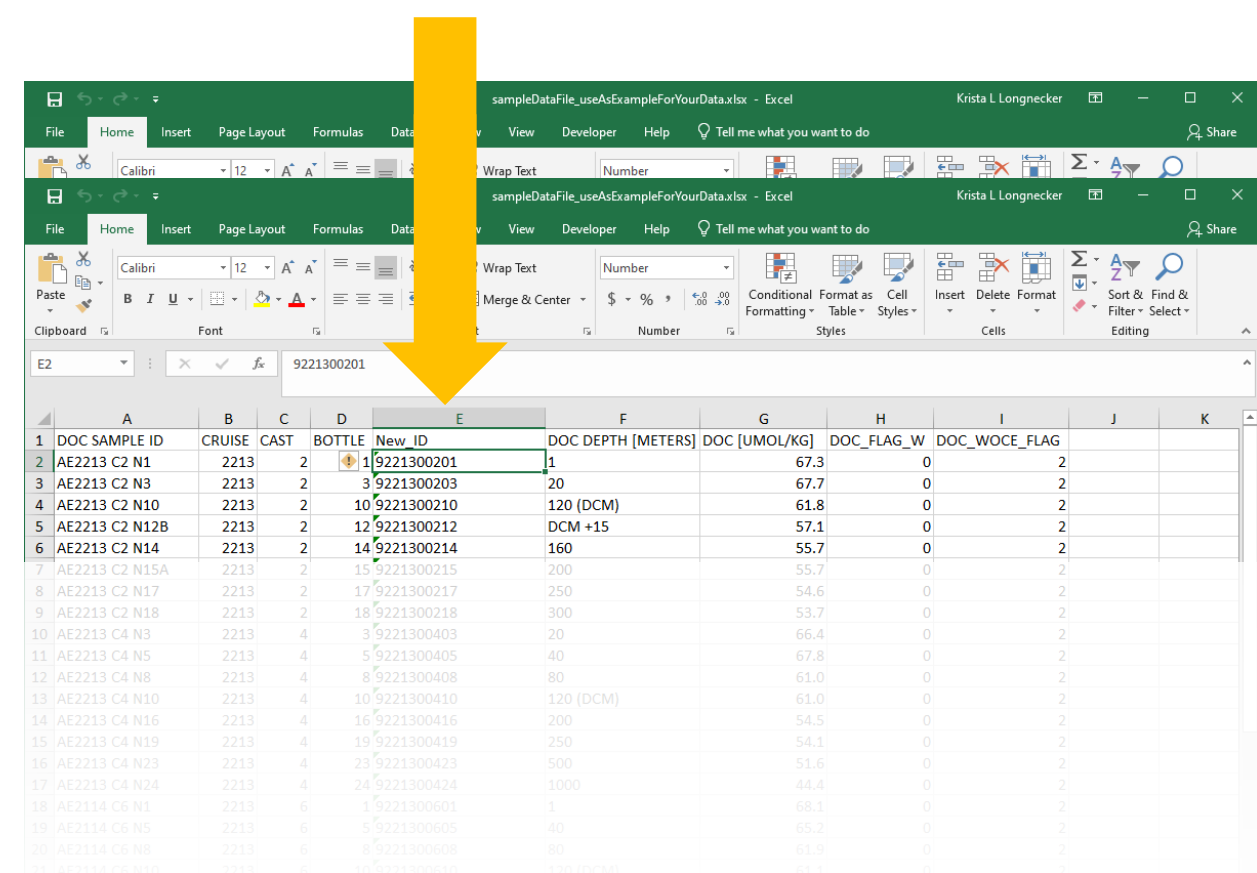 sampleDataFile_useAsExampleForYourData.xlsx - Excel Krista L Longnecker
File Home Insert Page Layout Formulas Dat w View Developer Help Tell me what you want to do Share
Calibri 12 A A Wrap Text Number Σ A Z
sampleDataFile_useAsExampleForYourData.xlsx - Excel Krista L Longnecker
File Home Insert Page Layout Formulas Dat w View Developer Help Tell me what you want to do Share
Calibri 12 A A Wrap Text Number Σ A Z
Paste B I U A Merge & Center $ % , .0 .00 .00 .0 Conditional Formatting Format as Table Cell Styles Insert Delete Format Sort & Filter Find & Select
Clipboard Font t Number Styles Cells Editing
E2 fx 9221300201
A B C D E F G H I J K
1 DOC SAMPLE ID CRUISE CAST BOTTLE New_ID DOC DEPTH [METERS] DOC [UMOL/KG] DOC_FLAG_W DOC_WOCE_FLAG
2 AE2213 C2 N1 2213 2 1 9221300201 1 67.3 0 2
3 AE2213 C2 N3 2213 2 3 9221300203 20 67.7 0 2
4 AE2213 C2 N10 2213 2 10 9221300210 120 (DCM) 61.8 0 2
5 AE2213 C2 N12B 2213 2 12 9221300212 DCM +15 57.1 0 2
6 AE2213 C2 N14 2213 2 14 9221300214 160 55.7 0 2
7 AE2213 C2 N15A 2213 2 15 9221300215 200 55.7 0 2
8 AE2213 C2 N17 2213 2 17 9221300217 250 54.6 0 2
9 AE2213 C2 N18 2213 2 18 9221300218 300 53.7 0 2
10 AE2213 C4 N3 2213 4 3 9221300403 20 66.4 0 2
11 AE2213 C4 N5 2213 4 5 9221300405 40 67.8 0 2
12 AE2213 C4 N8 2213 4 8 9221300408 80 61.0 0 2
13 AE2213 C4 N10 2213 4 10 9221300410 120 (DCM) 61.0 0 2
14 AE2213 C4 N16 2213 4 16 9221300416 200 54.5 0 2
15 AE2213 C4 N19 2213 4 19 9221300419 250 54.1 0 2
16 AE2213 C4 N23 2213 4 23 9221300423 500 51.6 0 2
17 AE2213 C4 N24 2213 4 24 9221300424 1000 44.4 0 2
18 AE2114 C6 N1 2213 6 1 9221300601 1 68.1 0 2
19 AE2114 C6 N5 2213 6 5 9221300605 40 65.2 0 2
20 AE2114 C6 N8 2213 6 8 9221300608 80 61.9 0 2